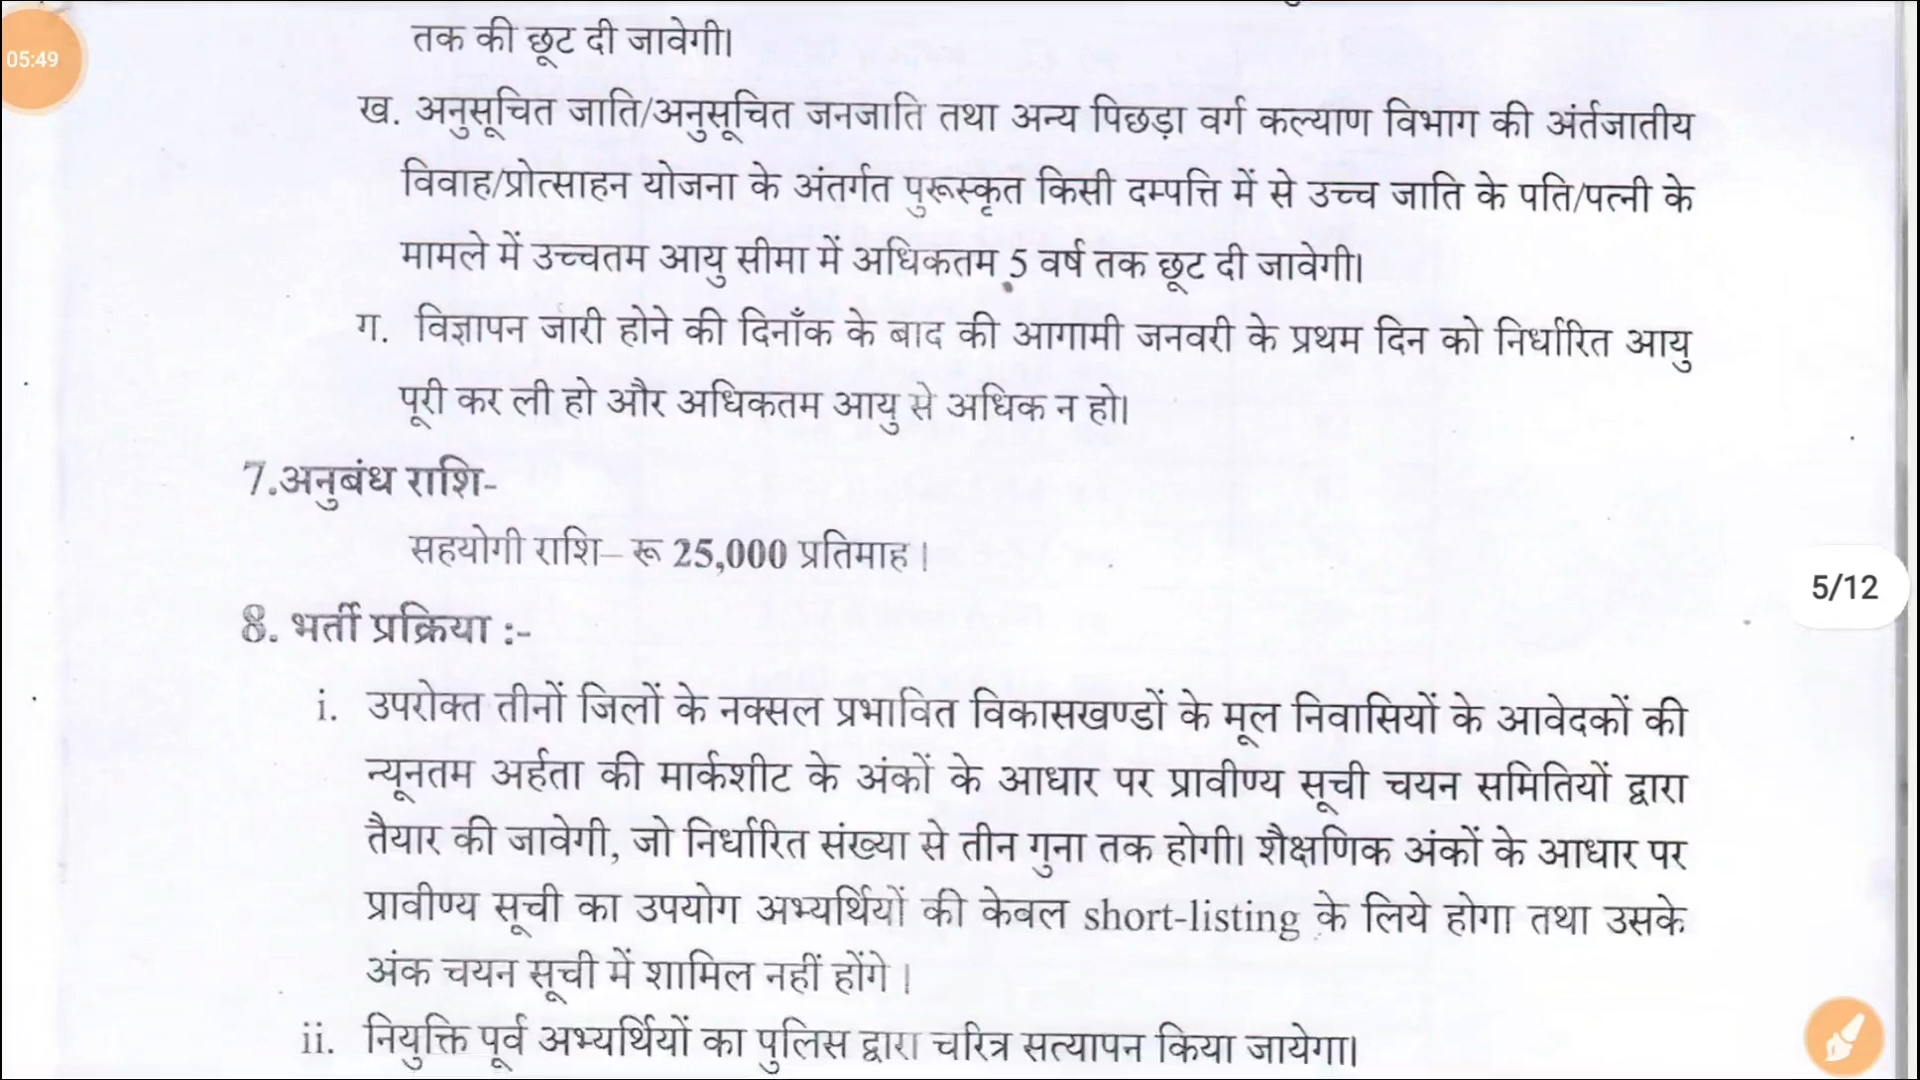 तक की छूट दी जावेगी।
05:49
ख. अनुसूचित जाति/अनुसूचित जनजाति तथा अन्य पिछड़ा वर्ग कल्याण विभाग की अंर्तजातीय
विवाह/प्रोत्साहन योजना के अंतर्गत पुरूस्कृत किसी दम्पत्ति में से उच्च जाति के पति/पत्नी के
मामले में उच्चतम आयु सीमा में अधिकतम 5 वर्ष तक छूट दी जावेगी।
ग. विज्ञापन जारी होने की दिनाँक के बाद की आगामी जनवरी के प्रथम दिन को निर्धारित आयु
पूरी कर ली हो और अधिकतम आयु से अधिक न हो।
7.अनुबंध राशि-
सहयोगी राशि– रू 25,000 प्रतिमाह।
5/12
8. भर्ती प्रक्रिया :-
i. उपरोक्त तीनों जिलों के नक्सल प्रभावित विकासखण्डों के मूल निवासियों के आवेदकों की
न्यूनतम अर्हता की मार्कशीट के अंकों के आधार पर प्रावीण्य सूची चयन समितियों द्वारा
तैयार की जावेगी, जो निर्धारित संख्या से तीन गुना तक होगी। शैक्षणिक अंकों के आधार पर
प्रावीण्य सूची का उपयोग अभ्यर्थियों की केवल short-listing के लिये होगा तथा उसके
अंक चयन सूची में शामिल नहीं होंगे।
ii. नियुक्ति पूर्व अभ्यर्थियों का पुलिस द्वारा चरित्र सत्यापन किया जायेगा।